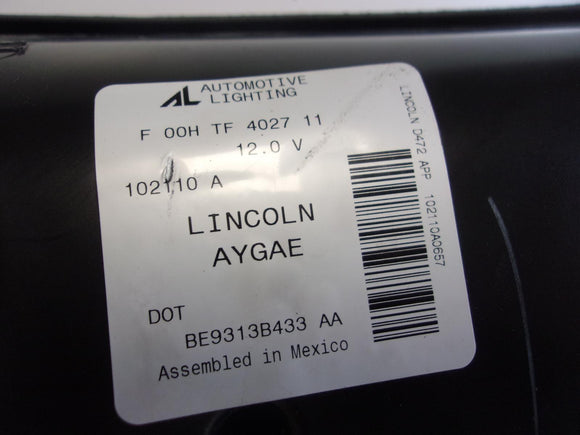 AL AUTOMOTIVE
LIGHTING
F 00H TF 4027 11
12.0 V
102110 A
LINCOLN
AYGAE
DOT
BE9313B433 AA
Assembled in Mexico
LINCOLN D472 APP 102110A0657